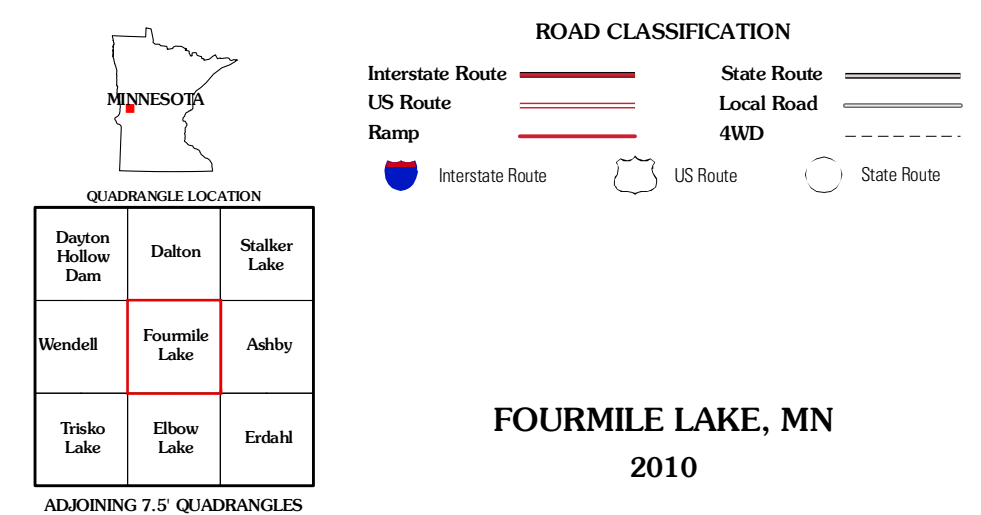 MINNESOTA
QUADRANGLE LOCATION
Dayton
Hollow
Dam
Dalton
Stalker
Lake
Wendell
Fourmile
Lake
Ashby
Trisko
Lake
Elbow
Lake
Erdahl
ADJOINING 7.5' QUADRANGLES
ROAD CLASSIFICATION
Interstate Route
State Route
US Route
Local Road
Ramp
4WD
Interstate Route
US Route
State Route
FOURMILE LAKE, MN
2010